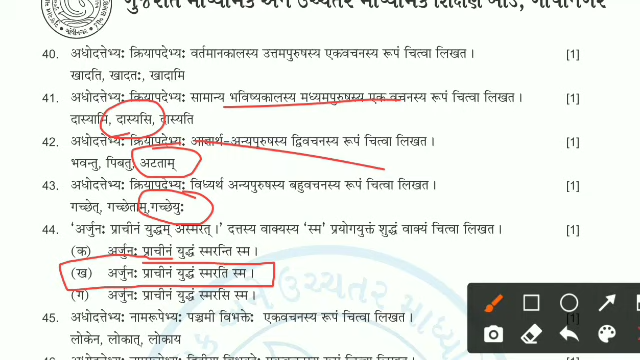 ગુજરાત માધ્યમિક અને ઉચ્ચતર માધ્યમિક શિક્ષણ બોર્ડ, ગાંધીનગર
40. अधोदत्तेभ्यः क्रियापदेभ्यः वर्तमानकालस्य उत्तमपुरुषस्य एकवचनस्य रूपं चित्वा लिखत । [1]
खादति, खादतः, खादामि
41. अधोदत्तेभ्यः क्रियापदेभ्यः सामान्य भविष्यकालस्य मध्यमपुरुषस्य एकवचनस्य रूपं चित्वा लिखत । [1]
दास्यामि, दास्यसि, दास्यति
42. अधोदत्तेभ्यः क्रियापदेभ्यः आज्ञार्थ-अन्यपुरुषस्य द्विवचनस्य रूपं चित्वा लिखत । [1]
भवन्तु, पिबतु, अटताम्
43. अधोदत्तेभ्यः क्रियापदेभ्यः विध्यर्थ अन्यपुरुषस्य बहुवचनस्य रूपं चित्वा लिखत । [1]
गच्छेत्, गच्छेताम्, गच्छेयुः
44. ‘अर्जुनः प्राचीनं युद्धम् अस्मरत् ।’ दत्तस्य वाक्यस्य ‘स्म’ प्रयोगयुक्तं शुद्धं वाक्यं चित्वा लिखत । [1]
(क) अर्जुनः प्राचीनं युद्धं स्मरन्ति स्म ।
(ख) अर्जुनः प्राचीनं युद्धं स्मरति स्म ।
(ग) अर्जुनः प्राचीनं युद्धं स्मरसि स्म ।
45. अधोदत्तेभ्यः नामरूपेभ्यः पञ्चमी विभक्तेः एकवचनस्य रूपं चित्वा लिखत ।
लोकेन, लोकात्, लोकाय